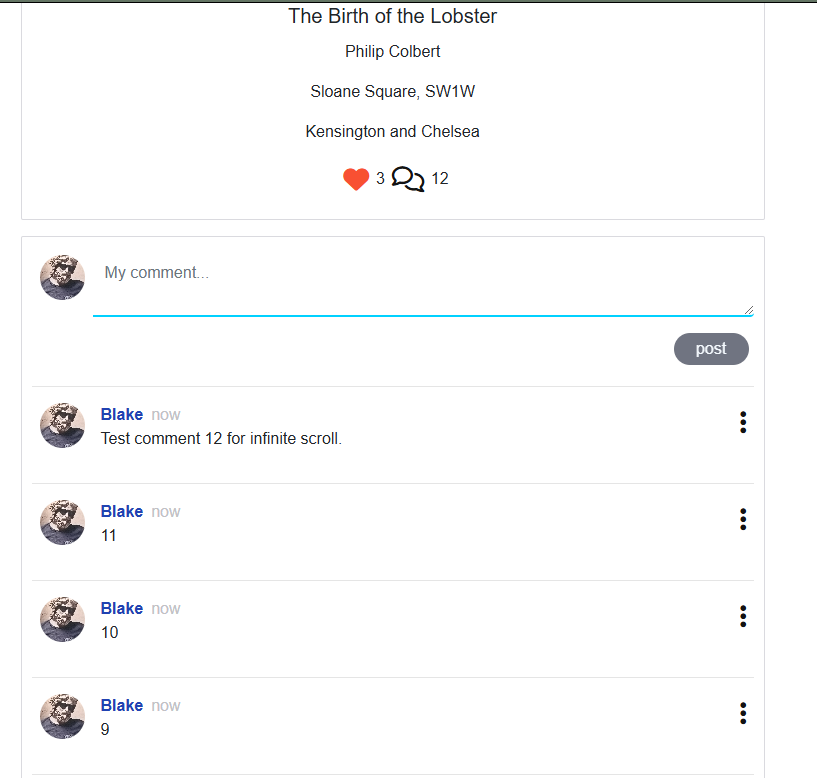 The Birth of the Lobster
Philip Colbert
Sloane Square, SW1W
Kensington and Chelsea
3 12
My comment...
post
Blake now
Test comment 12 for infinite scroll.
Blake now
11
Blake now
10
Blake now
9